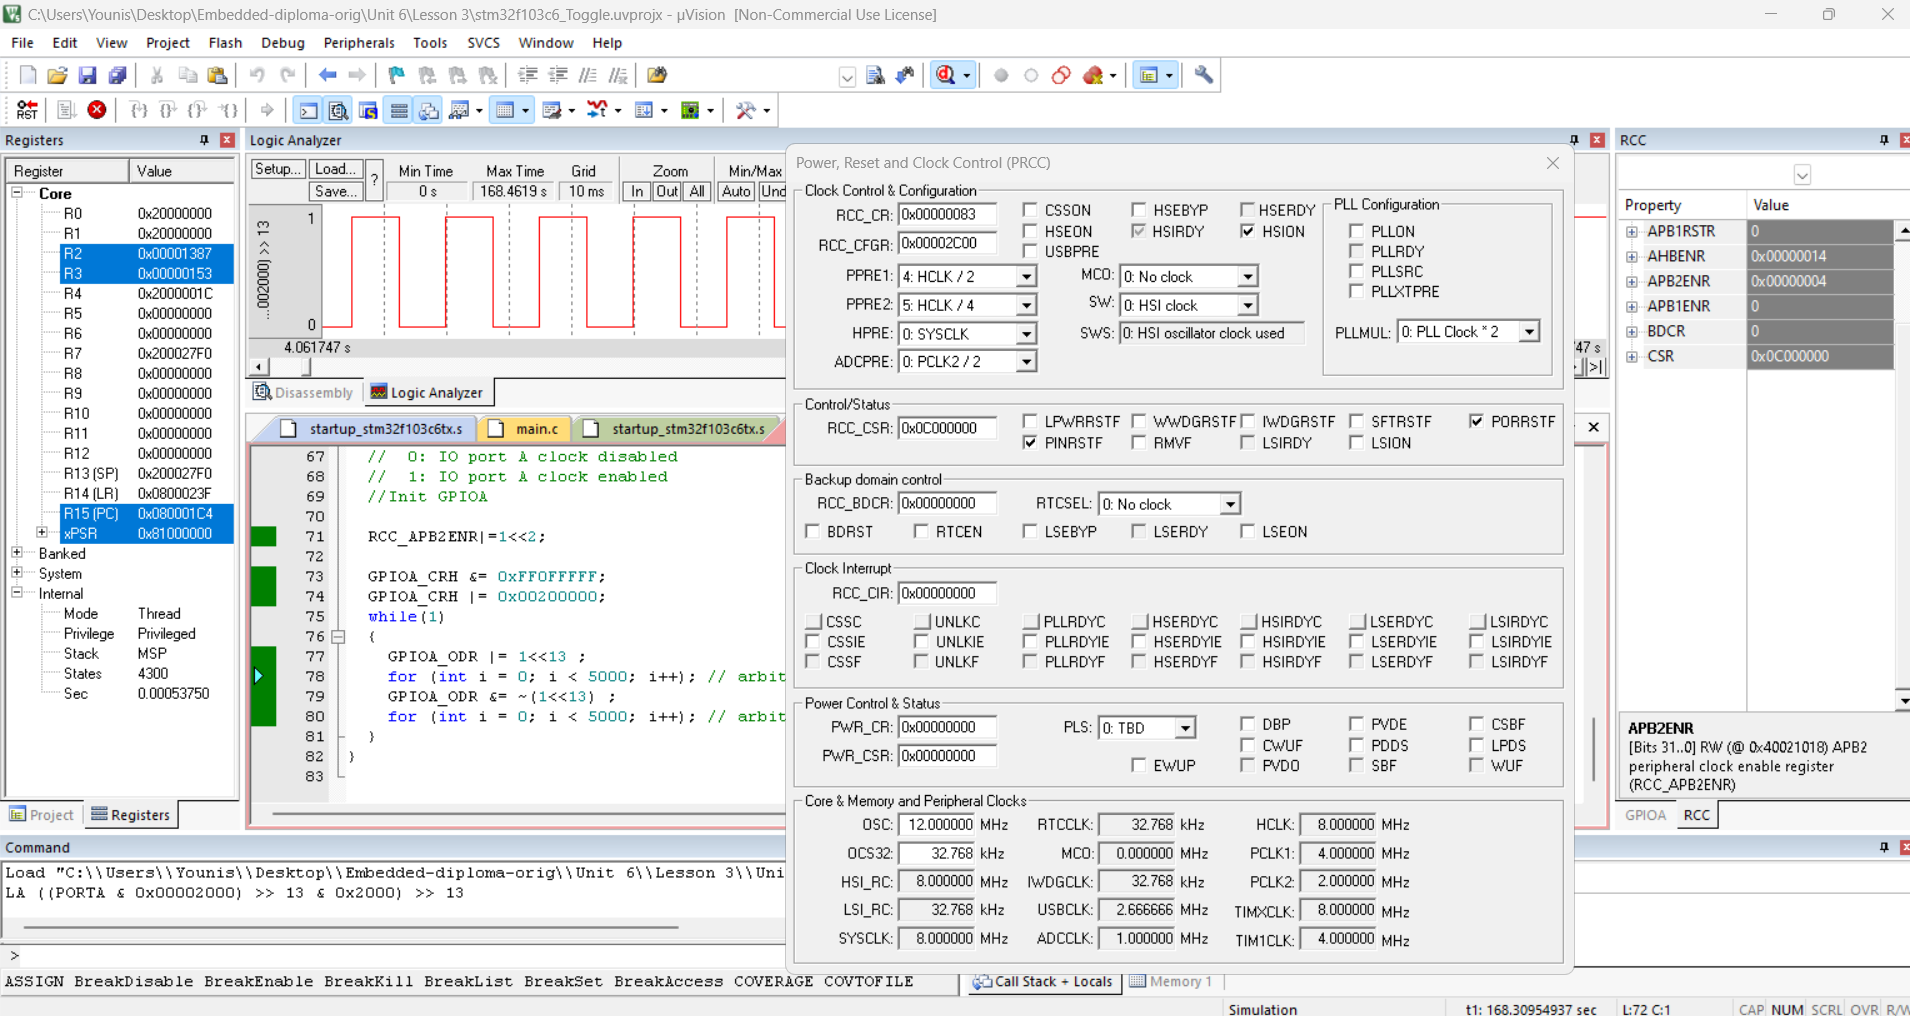 C:\Users\Younis\Desktop\Embedded-diploma-orig\Unit 6\Lesson 3\stm32f103c6_Toggle.uvprojx - µVision [Non-Commercial Use License]
File Edit View Project Flash Debug Peripherals Tools SVCS Window Help
RST
Registers
Register Value
Core
R0 0x20000000
R1 0x20000000
R2 0x00001387
R3 0x00000153
R4 0x2000001C
R5 0x00000000
R6 0x00000000
R7 0x200027F0
R8 0x00000000
R9 0x00000000
R10 0x00000000
R11 0x00000000
R12 0x00000000
R13 (SP) 0x200027F0
R14 (LR) 0x0800023F
R15 (PC) 0x080001C4
xPSR 0x81000000
Banked
System
Internal
Mode Thread
Privilege Privileged
Stack MSP
States 4300
Sec 0.00053750
Project Registers
Logic Analyzer
Setup... Load... Save... ?
Min Time Max Time Grid Zoom Min/Max
0 s 168.4619 s 10 ms In Out All Auto Und
...002000) >> 13
1
0
4.061747 s
47 s
Disassembly Logic Analyzer
startup_stm32f103c6tx.s main.c startup_stm32f103c6tx.s
67 // 0: IO port A clock disabled
68 // 1: IO port A clock enabled
69 //Init GPIOA
70
71 RCC_APB2ENR|=1<<2;
72
73 GPIOA_CRH &= 0xFF0FFFFF;
74 GPIOA_CRH |= 0x00200000;
75 while(1)
76 {
77 GPIOA_ODR |= 1<<13 ;
78 for (int i = 0; i < 5000; i++); // arbit
79 GPIOA_ODR &= ~(1<<13) ;
80 for (int i = 0; i < 5000; i++); // arbit
81 }
82 }
83
Power, Reset and Clock Control (PRCC)
Clock Control & Configuration
RCC_CR: 0x00000083 CSSON HSEBYP HSERDY
RCC_CFGR: 0x00002C00 HSEON HSIRDY HSION
USBPRE
PPRE1: 4: HCLK / 2 MCO: 0: No clock
PPRE2: 5: HCLK / 4 SW: 0: HSI clock
HPRE: 0: SYSCLK SWS: 0: HSI oscillator clock used
ADCPRE: 0: PCLK2 / 2
PLL Configuration
PLLON
PLLRDY
PLLSRC
PLLXTPRE
PLLMUL: 0: PLL Clock * 2
Control/Status
RCC_CSR: 0x0C000000 LPWRRSTF WWDGRSTF IWDGRSTF SFTRSTF PORRSTF
PINRSTF RMVF LSIRDY LSION
Backup domain control
RCC_BDCR: 0x00000000 RTCSEL: 0: No clock
BDRST RTCEN LSEBYP LSERDY LSEON
Clock Interrupt
RCC_CIR: 0x00000000
CSSC UNLKC PLLRDYC HSERDYC HSIRDYC LSERDYC LSIRDYC
CSSIE UNLKIE PLLRDYIE HSERDYIE HSIRDYIE LSERDYIE LSIRDYIE
CSSF UNLKF PLLRDYF HSERDYF HSIRDYF LSERDYF LSIRDYF
Power Control & Status
PWR_CR: 0x00000000 PLS: 0: TBD DBP PVDE CSBF
PWR_CSR: 0x00000000 CWUF PDDS LPDS
EWUP PVDO SBF WUF
Core & Memory and Peripheral Clocks
OSC: 12.000000 MHz RTCCLK: 32.768 kHz HCLK: 8.000000 MHz
OCS32: 32.768 kHz MCO: 0.000000 MHz PCLK1: 4.000000 MHz
HSI_RC: 8.000000 MHz IWDGCLK: 32.768 kHz PCLK2: 2.000000 MHz
LSI_RC: 32.768 kHz USBCLK: 2.666666 MHz TIMXCLK: 8.000000 MHz
SYSCLK: 8.000000 MHz ADCCLK: 1.000000 MHz TIM1CLK: 4.000000 MHz
RCC
Property Value
APB1RSTR 0
AHBENR 0x00000014
APB2ENR 0x00000004
APB1ENR 0
BDCR 0
CSR 0x0C000000
APB2ENR
[Bits 31..0] RW (@ 0x40021018) APB2
peripheral clock enable register
(RCC_APB2ENR)
GPIOA RCC
Command
Load "C:\\Users\\Younis\\Desktop\\Embedded-diploma-orig\\Unit 6\\Lesson 3\\Uni
LA ((PORTA & 0x00002000) >> 13 & 0x2000) >> 13
>
ASSIGN BreakDisable BreakEnable BreakKill BreakList BreakSet BreakAccess COVERAGE COVTOFILE
Call Stack + Locals Memory 1
Simulation t1: 168.30954937 sec L:72 C:1 CAP NUM SCRL OVR R/W